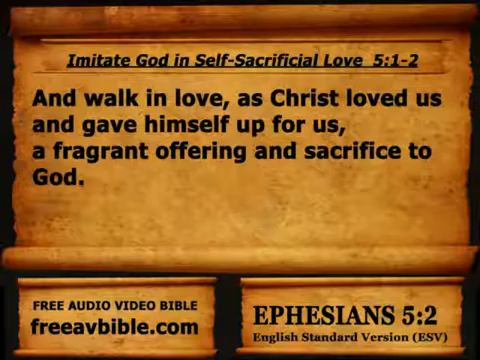 Imitate God in Self-Sacrificial Love 5:1-2
And walk in love, as Christ loved us
and gave himself up for us,
a fragrant offering and sacrifice to
God.
FREE AUDIO VIDEO BIBLE
freeavbible.com
EPHESIANS 5:2
English Standard Version (ESV)